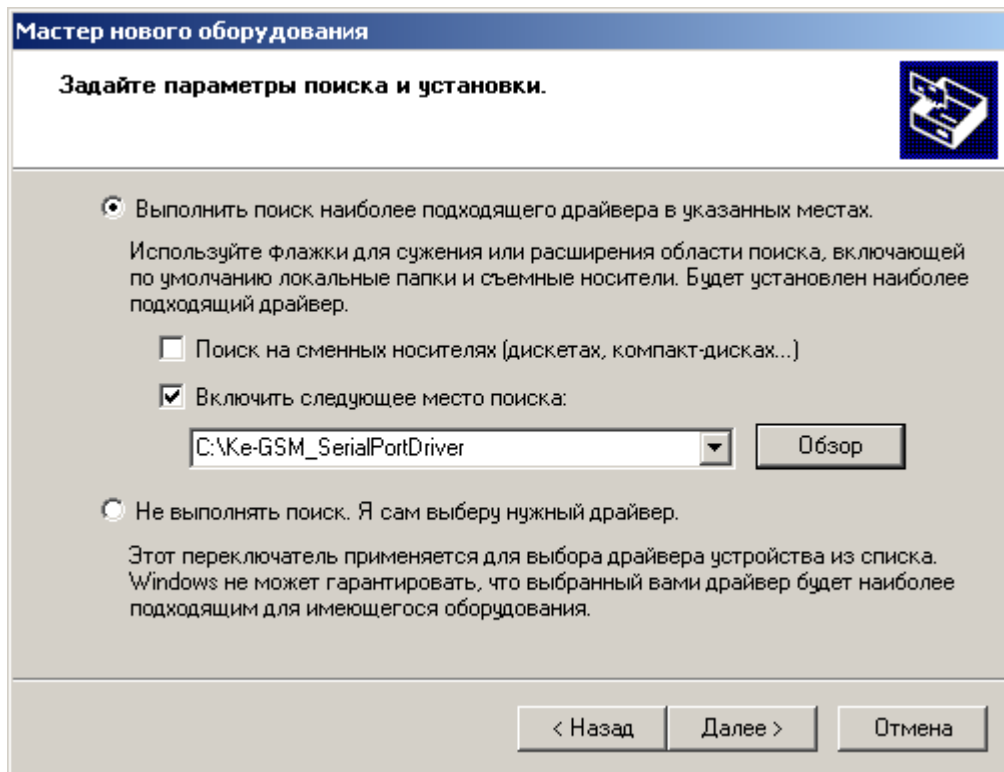 Мастер нового оборудования
Задайте параметры поиска и установки.
Выполнить поиск наиболее подходящего драйвера в указанных местах.
Используйте флажки для сужения или расширения области поиска, включающей
по умолчанию локальные папки и съемные носители. Будет установлен наиболее
подходящий драйвер.
Поиск на сменных носителях (дискетах, компакт-дисках...)
Включить следующее место поиска:
C:\Ke-GSM_SerialPortDriver
Обзор
Не выполнять поиск. Я сам выберу нужный драйвер.
Этот переключатель применяется для выбора драйвера устройства из списка.
Windows не может гарантировать, что выбранный вами драйвер будет наиболее
подходящим для имеющегося оборудования.
< Назад
Далее >
Отмена